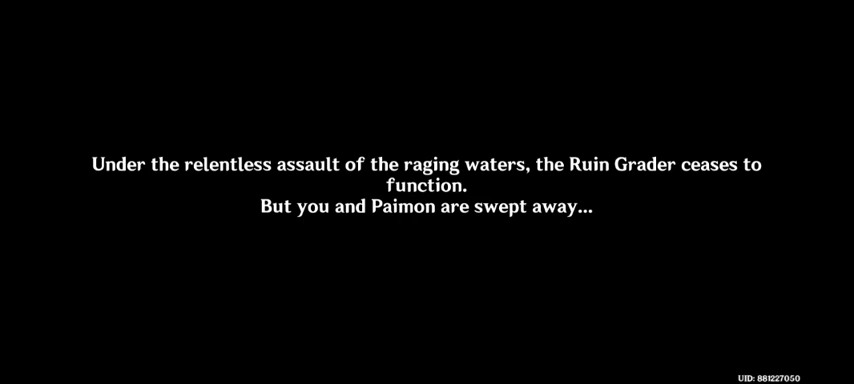 Under the relentless assault of the raging waters, the Ruin Grader ceases to
function.
But you and Paimon are swept away...
UID: 881227050